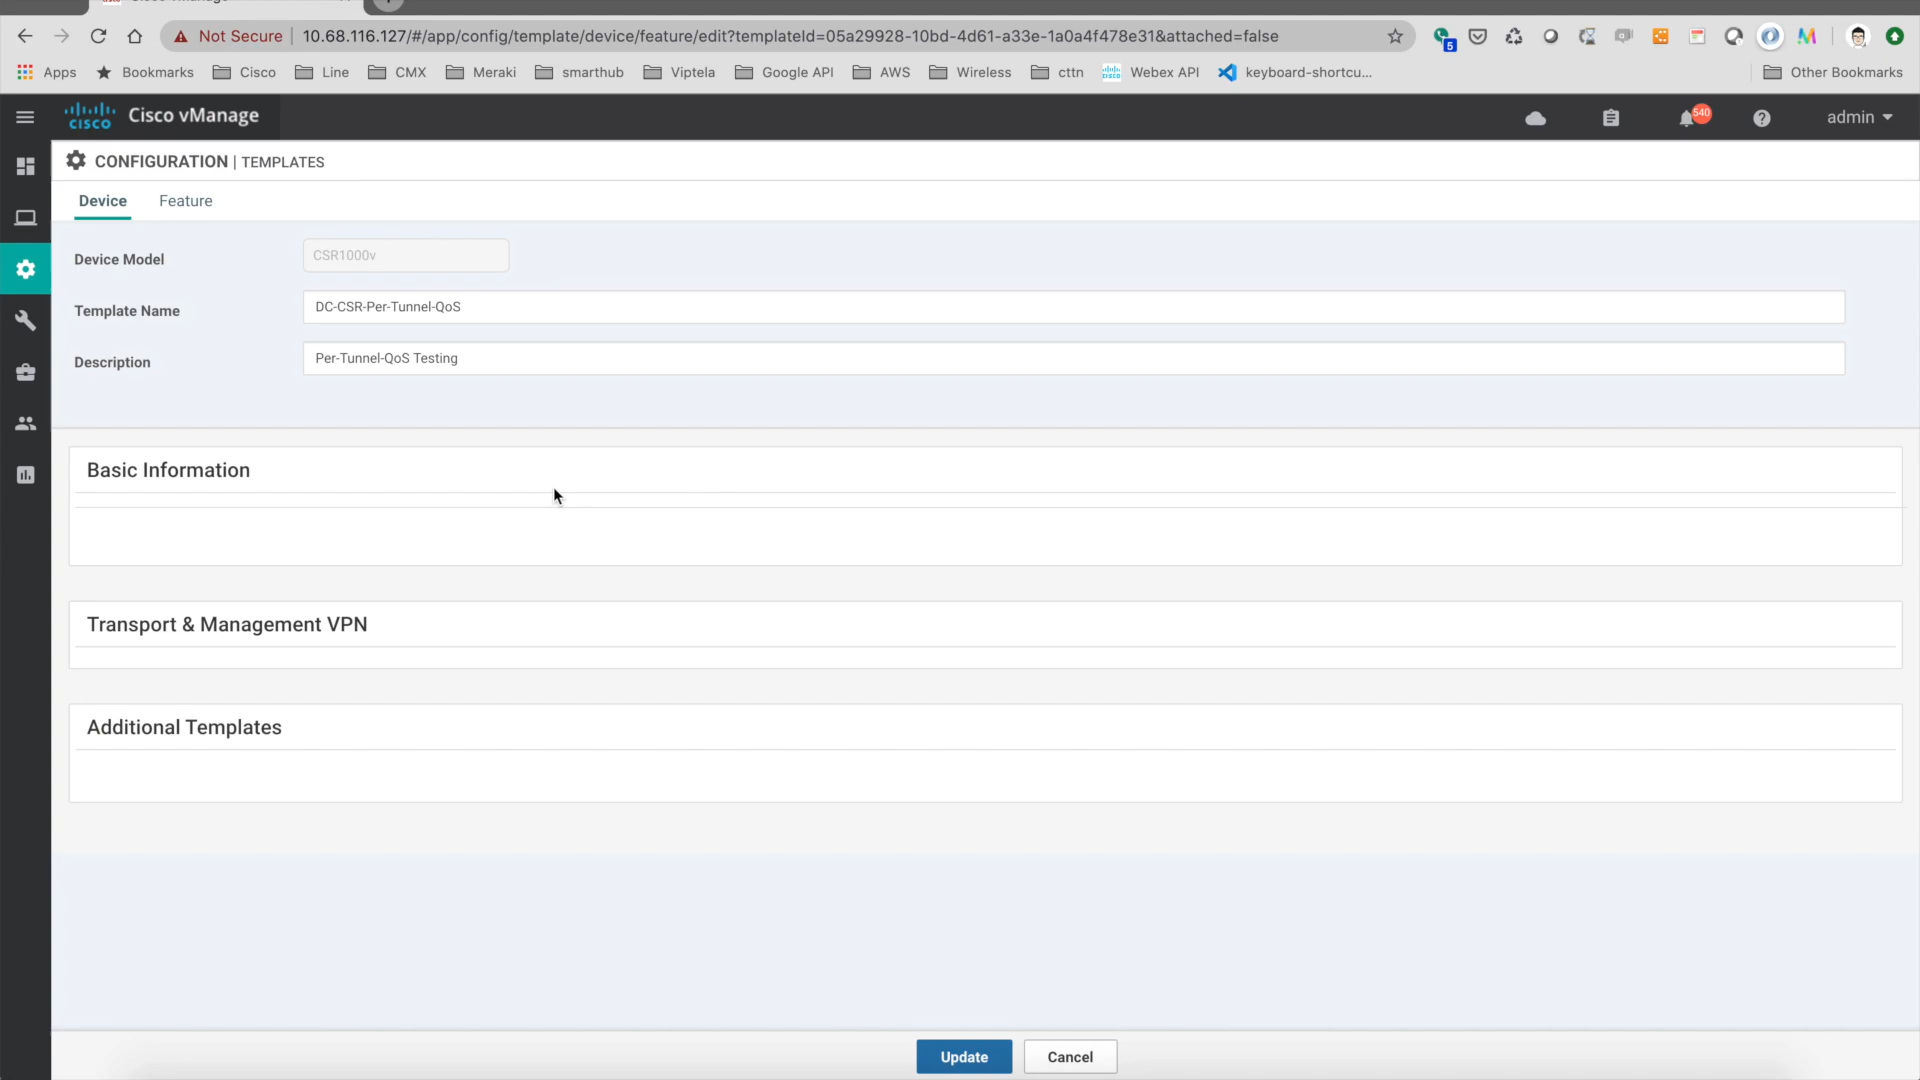 Not Secure 10.68.116.127/#/app/config/template/device/feature/edit?templateId=05a29928-10bd-4d61-a33e-1a0a4f478e31&attached=false
5
Apps Bookmarks Cisco Line CMX Meraki smarthub Viptela Google API AWS Wireless cttn Webex API keyboard-shortcu... Other Bookmarks
cisco Cisco vManage 540 admin
CONFIGURATION | TEMPLATES
Device Feature
Device Model CSR1000v
Template Name DC-CSR-Per-Tunnel-QoS
Description Per-Tunnel-QoS Testing
Basic Information
Transport & Management VPN
Additional Templates
Update Cancel